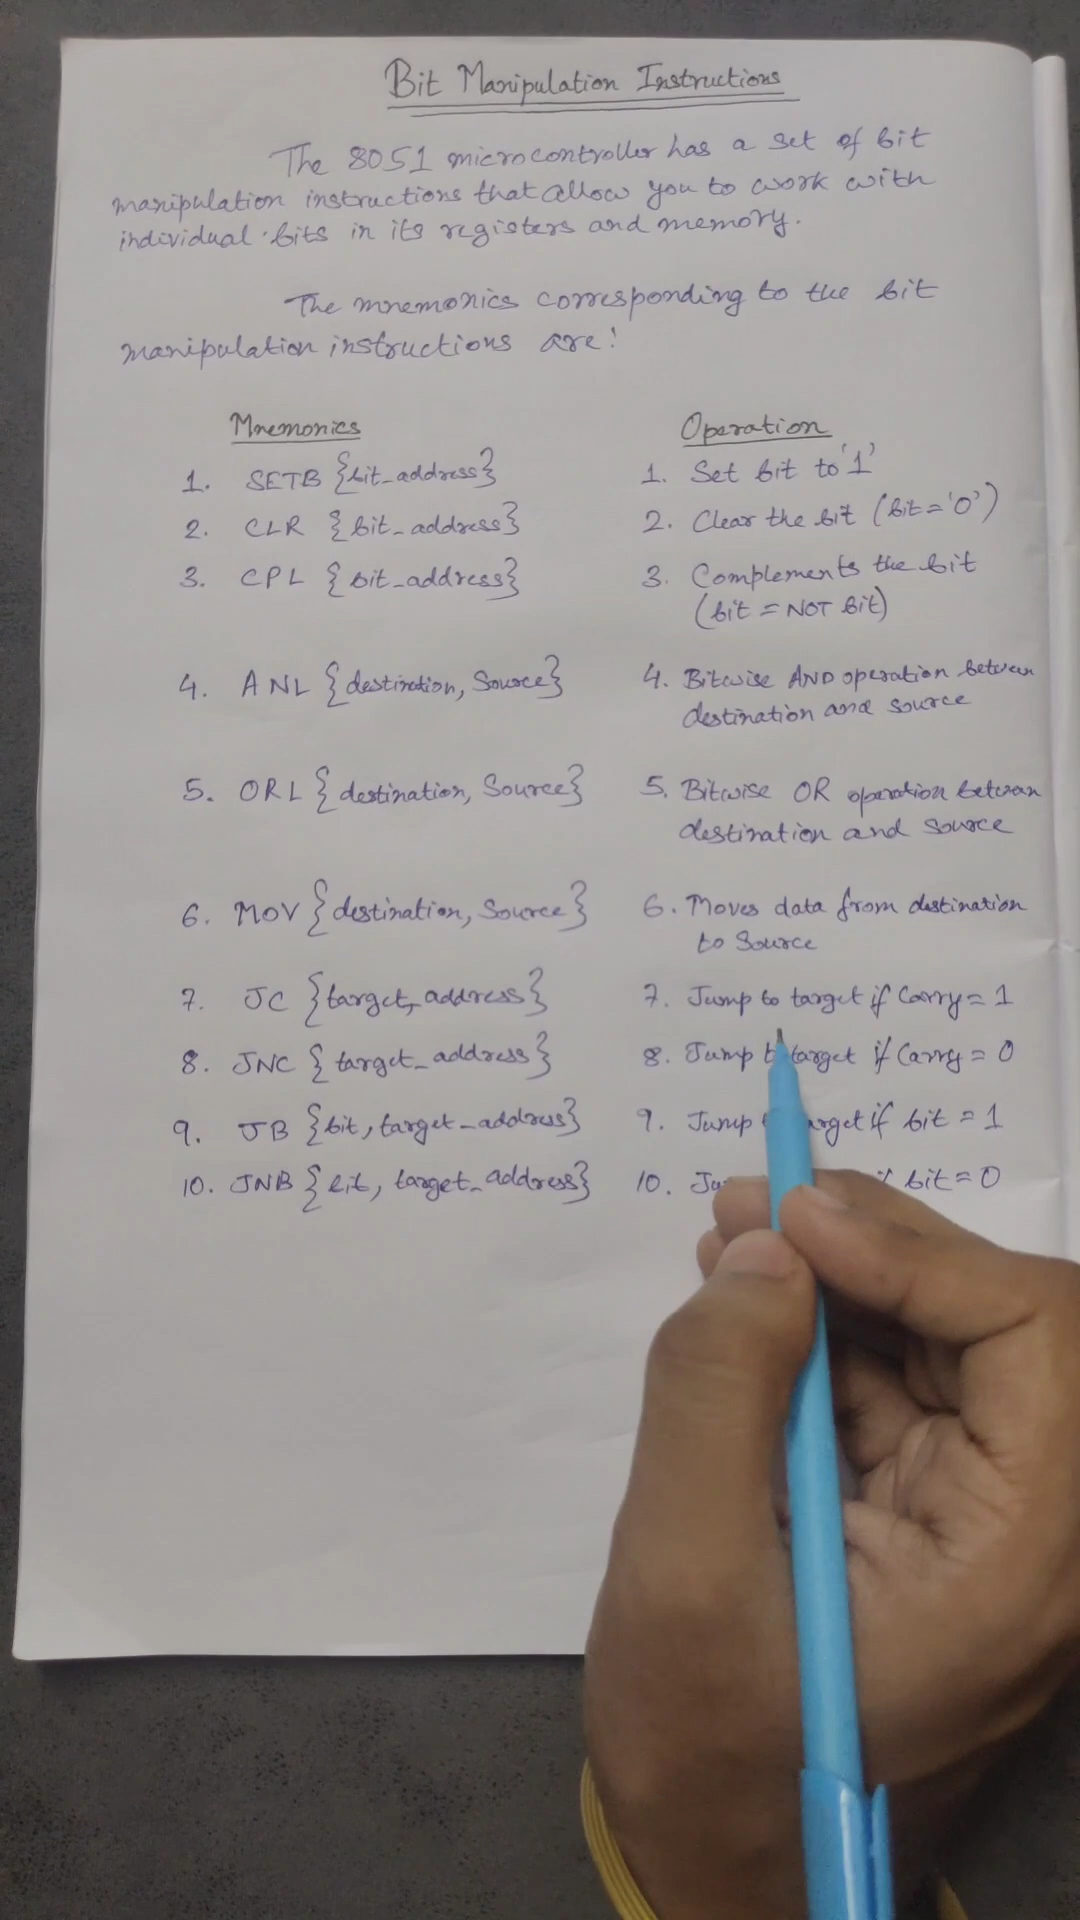 Bit Manipulation Instructions
The 8051 microcontroller has a set of bit
manipulation instructions that allow you to work with
individual bits in its registers and memory.
The mnemonics corresponding to the bit
manipulation instructions are:
Mnemonics
Operation
1. SETB {bit_address}
1. Set bit to '1'
2. CLR {bit_address}
2. Clear the bit (bit='0')
3. CPL {bit_address}
3. Complements the bit
(bit = NOT bit)
4. ANL {destination, Source}
4. Bitwise AND operation between
destination and source
5. ORL {destination, Source}
5. Bitwise OR operation between
destination and source
6. MOV {destination, Source}
6. Moves data from destination
to Source
7. JC {target_address}
7. Jump to target if Carry = 1
8. JNC {target_address}
8. Jump target if Carry = 0
9. JB {bit, target_address}
9. Jump if bit = 1
10. JNB {bit, target_address}
10. bit = 0